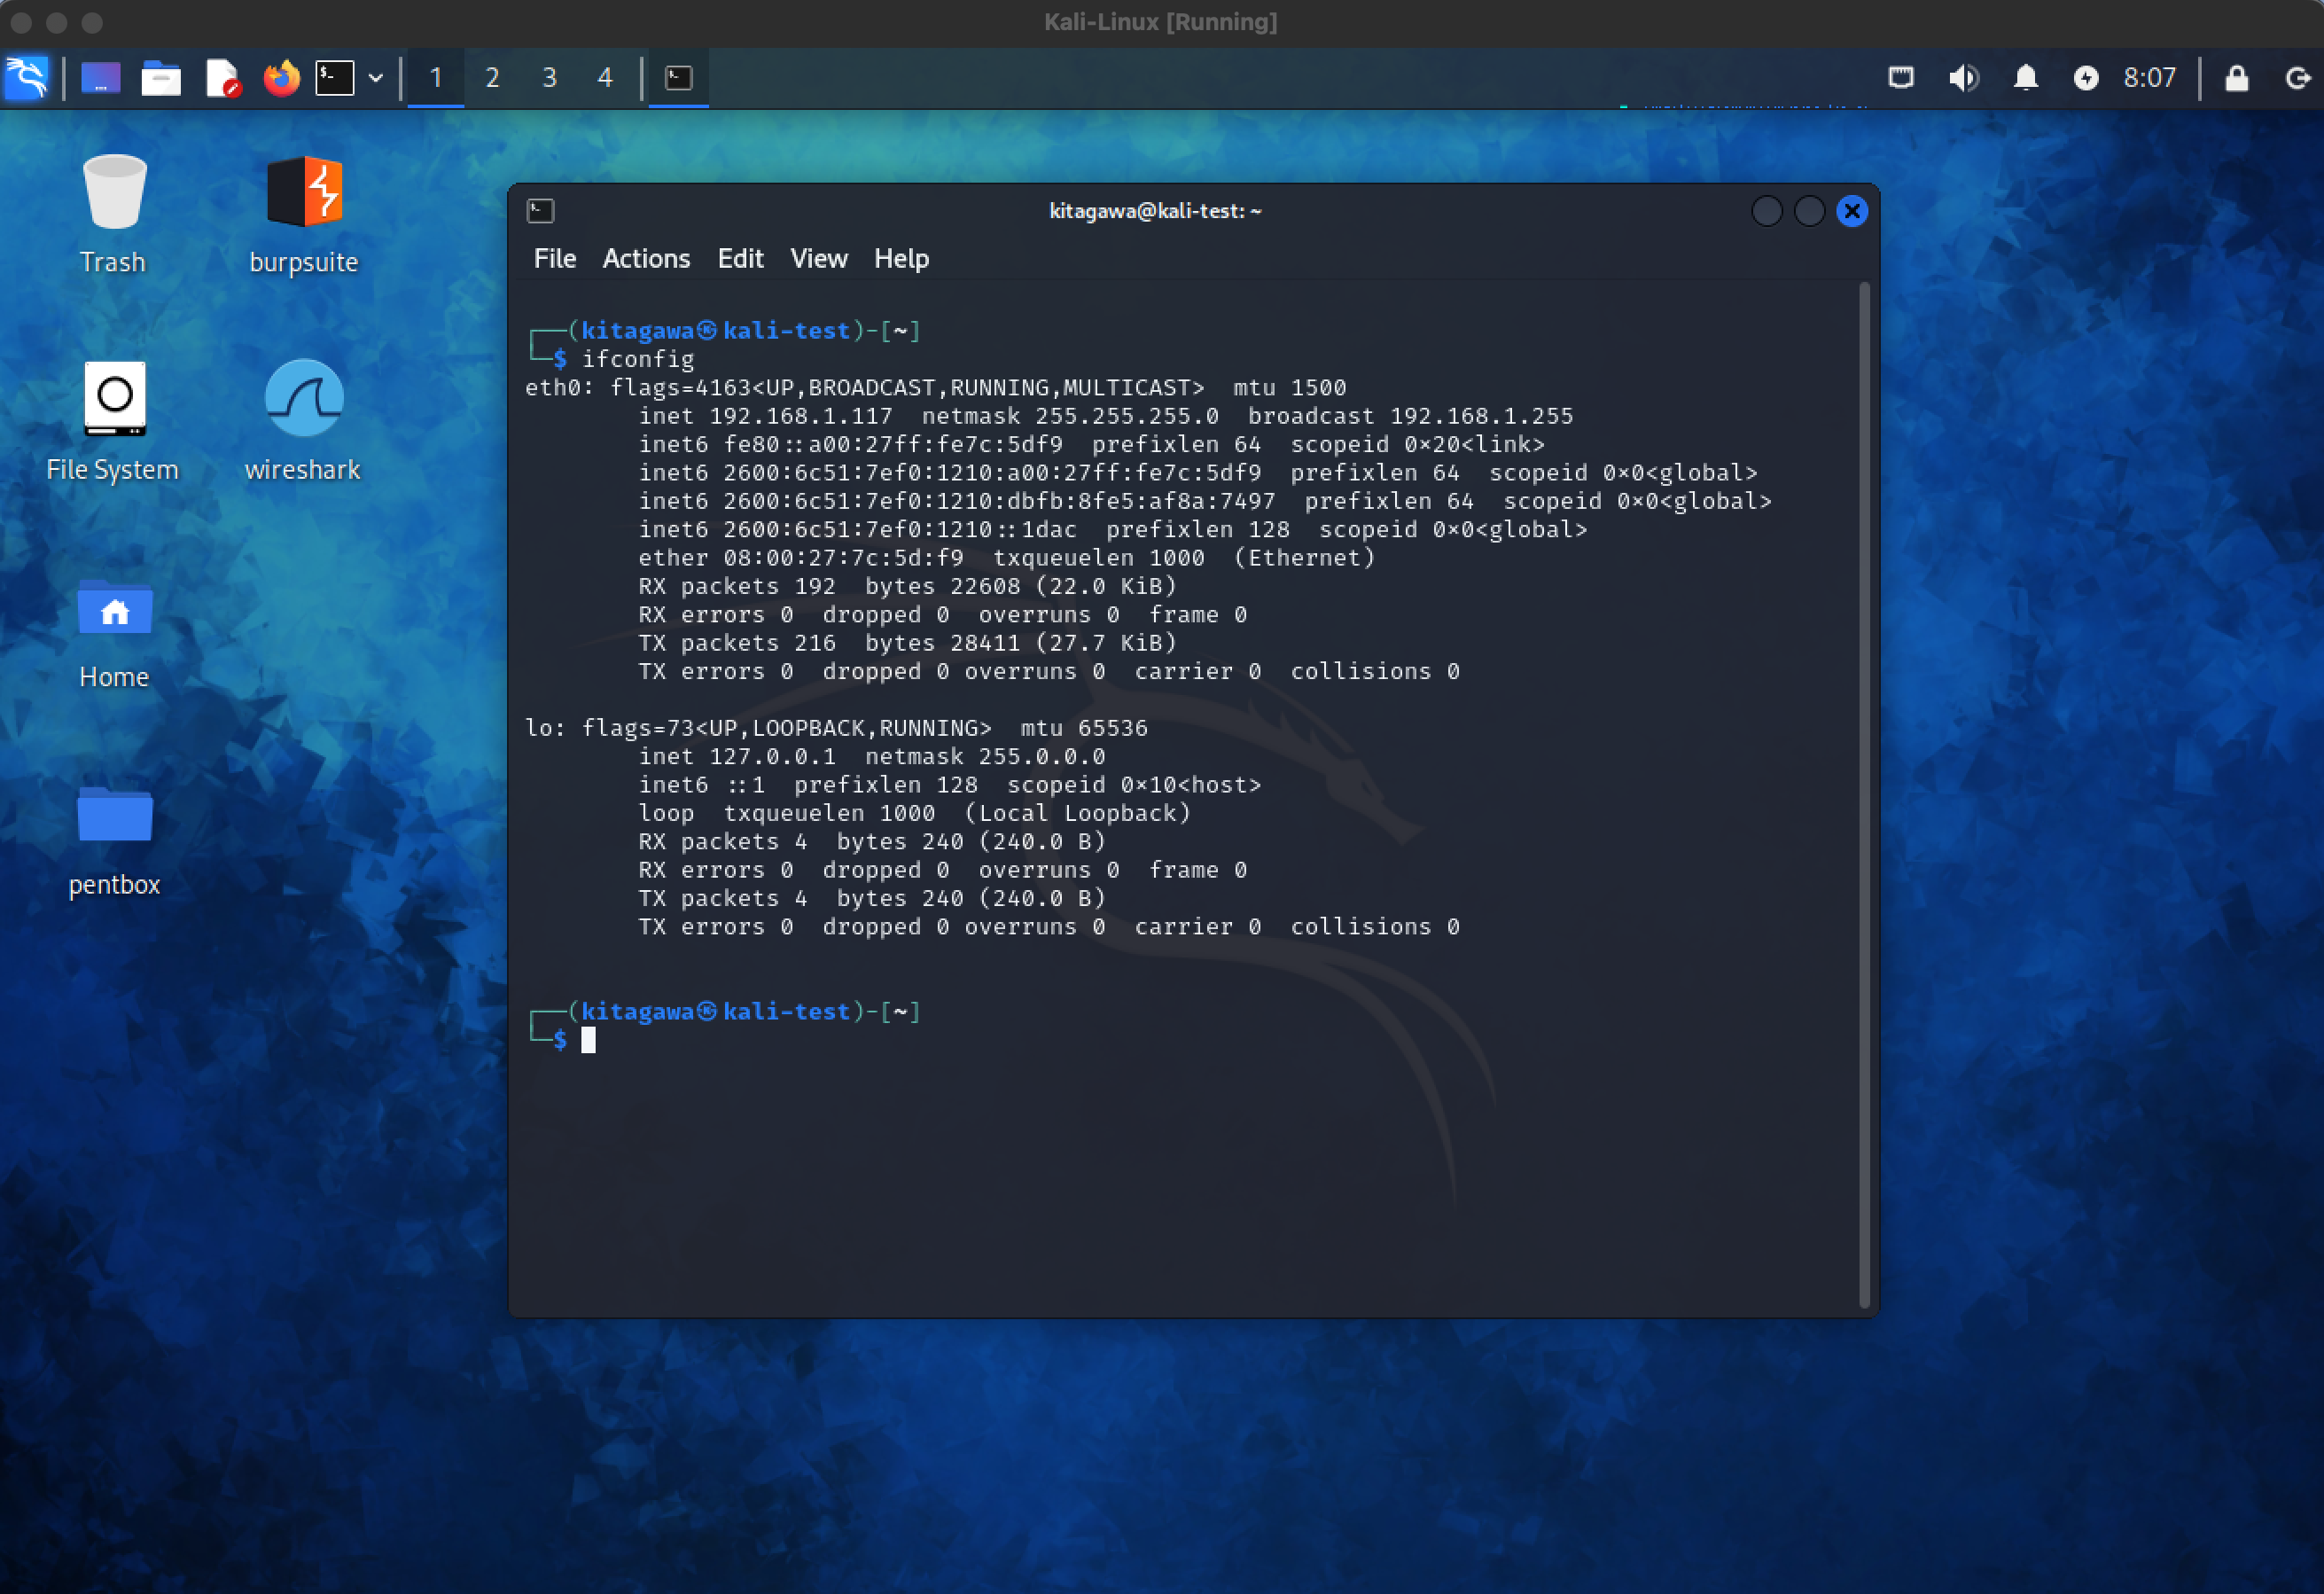 Kali-Linux [Running]
1 2 3 4
8:07
Trash
burpsuite
File System
wireshark
Home
pentbox
kitagawa@kali-test: ~
File Actions Edit View Help
┌──(kitagawa㉿kali-test)-[~]
└─$ ifconfig
eth0: flags=4163<UP,BROADCAST,RUNNING,MULTICAST>  mtu 1500
        inet 192.168.1.117  netmask 255.255.255.0  broadcast 192.168.1.255
        inet6 fe80::a00:27ff:fe7c:5df9  prefixlen 64  scopeid 0×20<link>
        inet6 2600:6c51:7ef0:1210:a00:27ff:fe7c:5df9  prefixlen 64  scopeid 0×0<global>
        inet6 2600:6c51:7ef0:1210:dbfb:8fe5:af8a:7497  prefixlen 64  scopeid 0×0<global>
        inet6 2600:6c51:7ef0:1210::1dac  prefixlen 128  scopeid 0×0<global>
        ether 08:00:27:7c:5d:f9  txqueuelen 1000  (Ethernet)
        RX packets 192  bytes 22608 (22.0 KiB)
        RX errors 0  dropped 0  overruns 0  frame 0
        TX packets 216  bytes 28411 (27.7 KiB)
        TX errors 0  dropped 0 overruns 0  carrier 0  collisions 0
lo: flags=73<UP,LOOPBACK,RUNNING>  mtu 65536
        inet 127.0.0.1  netmask 255.0.0.0
        inet6 ::1  prefixlen 128  scopeid 0×10<host>
        loop  txqueuelen 1000  (Local Loopback)
        RX packets 4  bytes 240 (240.0 B)
        RX errors 0  dropped 0  overruns 0  frame 0
        TX packets 4  bytes 240 (240.0 B)
        TX errors 0  dropped 0 overruns 0  carrier 0  collisions 0
┌──(kitagawa㉿kali-test)-[~]
└─$